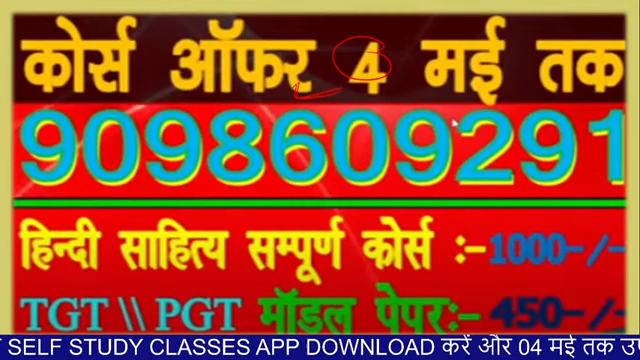 कोर्स ऑफर 4 मई तक
9098609291
हिन्दी साहित्य सम्पूर्ण कोर्स :-1000-/-
TGT \\ PGT मॉडल पेपर:- 450-/-
SELF STUDY CLASSES APP DOWNLOAD करें और 04 मई तक